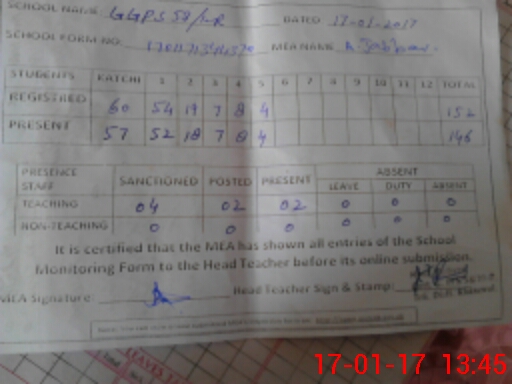 SCHOOL NAME: GGPS 57/MR DATED 17-01-2017
SCHOOL FORM NO: MEA NAME A. Jabbar
STUDENTS KATCHI 1 2 3 4 5 6 7 8 9 10 11 12 TOTAL
REGISTRED 60 54 19 7 8 4 152
PRESENT 57 52 18 7 8 4 146
PRESENCE STAFF SANCTIONED POSTED PRESENT ABSENT
LEAVE DUTY ABSENT
TEACHING 04 02 02 0 0 0
NON-TEACHING 0 0 0 0 0 0
It is certified that the MEA has shown all entries of the School
Monitoring Form to the Head Teacher before its online submission.
MEA Signature: Head Teacher Sign & Stamp:
LEAVES
17-01-17 13:45